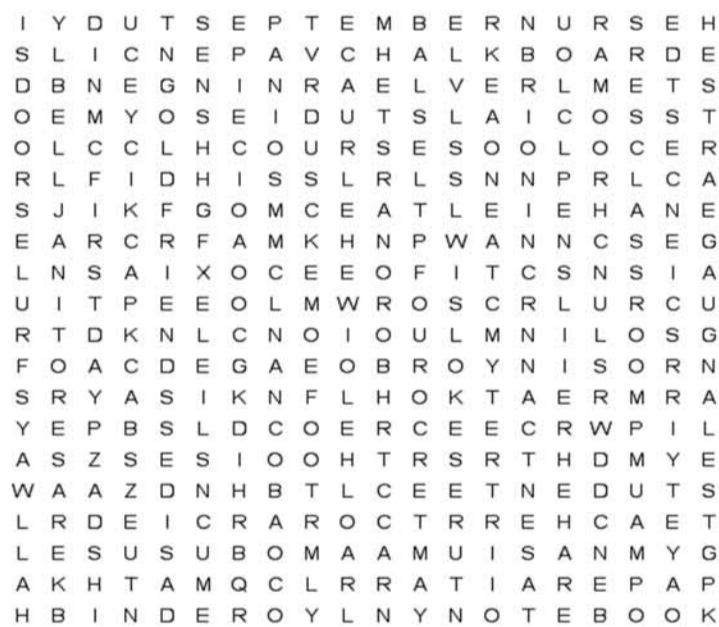 I Y D U T S E P T E M B E R N U R S E H
S L I C N E P A V C H A L K B O A R D E
D B N E G N I N R A E L V E R L M E T S
O E M Y O S E I D U T S L A I C O S S T
O L C C L H C O U R S E S O O L O C E R
R L F I D H I S S L R L S N N P R L C A
S J I K F G O M C E A T L E I E H A N E
E A R C R F A M K H N P W A N N C S E G
L N S A I X O C E E O F I T C S N S I A
U I T P E E O L M W R O S C R L U R C U
R T D K N L C N O I O U L M N I L O S G
F O A C D E G A E O B R O Y N I S O R N
S R Y A S I K N F L H O K T A E R M R A
Y E P B S L D C O E R C E E C R W P I L
A S Z S E S I O O H T R S R T H D M Y E
W A A Z D N H B T L C E E T N E D U T S
L R D E I C R A R O C T R R E H C A E T
L E S U S U B O M A A M U I S A N M Y G
A K H T A M Q C L R R A T I A R E P A P
H B I N D E R O Y L N Y N O T E B O O K